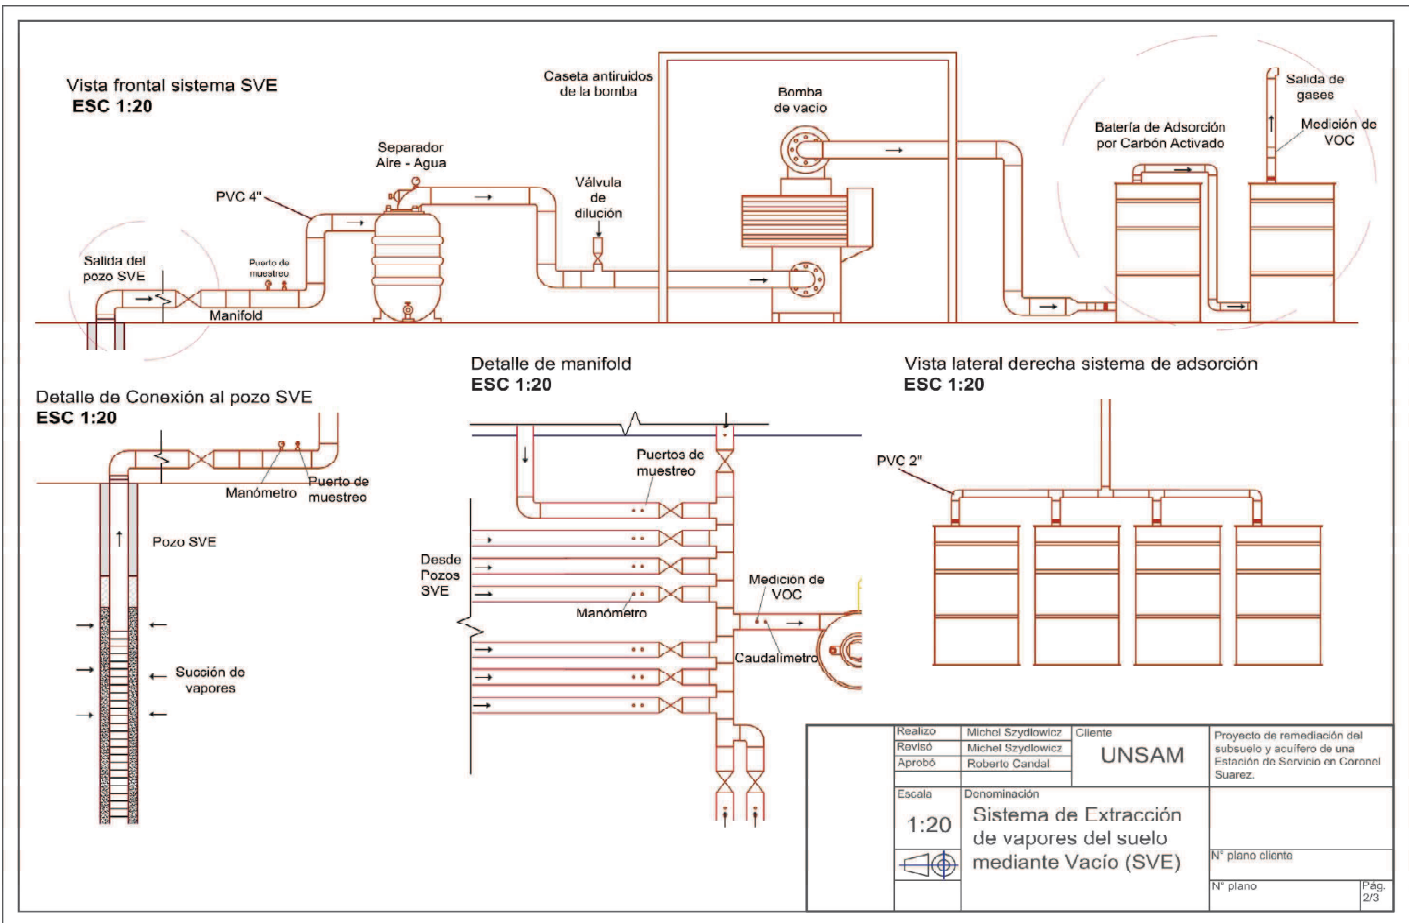 Vista frontal sistema SVE
ESC 1:20
Salida del
pozo SVE
PVC 4"
Puerto de
muestreo
Manifold
Separador
Aire - Agua
Válvula
de
dilución
Caseta antiruidos
de la bomba
Bomba
de vacío
Batería de Adsorción
por Carbón Activado
Salida de
gases
Medición de
VOC
Detalle de Conexión al pozo SVE
ESC 1:20
Manómetro
Puerto de
muestreo
Pozo SVE
Succión de
vapores
Detalle de manifold
ESC 1:20
Puertos de
muestreo
Desde
Pozos
SVE
Manómetro
Medición de
VOC
Caudalímetro
Vista lateral derecha sistema de adsorción
ESC 1:20
PVC 2"
Realizo Michel Szydlowicz
Revisó Michel Szydlowicz
Aprobó Roberto Candal
Cliente
UNSAM
Proyecto de remediación del
subsuelo y acuífero de una
Estación de Servicio en Coronel
Suarez.
Escala
1:20
Denominación
Sistema de Extracción
de vapores del suelo
mediante Vacío (SVE)
N° plano cliente
N° plano
Pág.
2/3